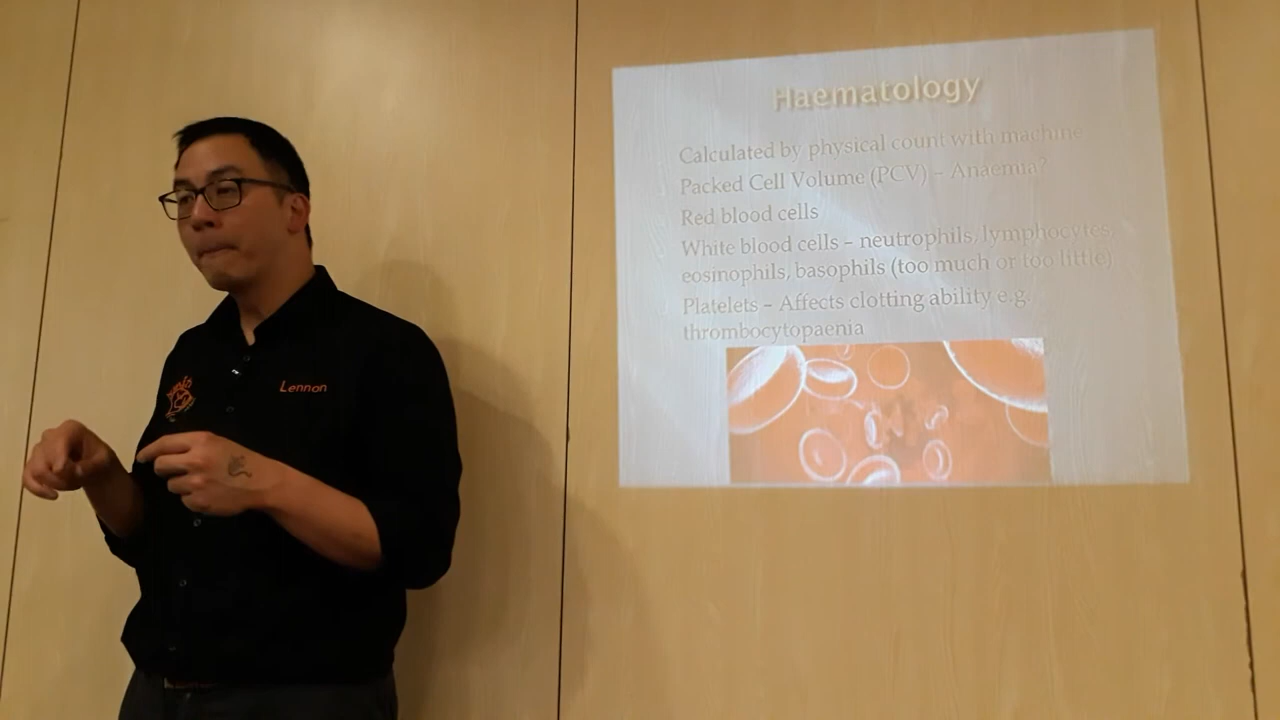 Haematology
Calculated by physical count with machine
Packed Cell Volume (PCV) – Anaemia?
Red blood cells
White blood cells – neutrophils, lymphocytes,
eosinophils, basophils (too much or too little)
Platelets – Affects clotting ability e.g.
thrombocytopaenia
Lennon